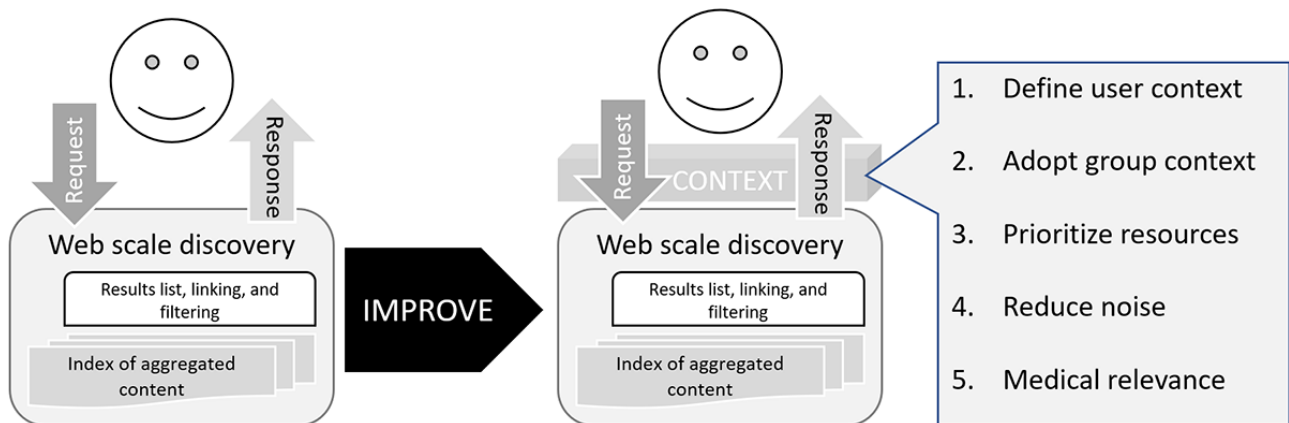 Request
Response
Web scale discovery
Results list, linking, and
filtering
Index of aggregated
content
IMPROVE
Request
CONTEXT
Response
Web scale discovery
Results list, linking, and
filtering
Index of aggregated
content
1. Define user context
2. Adopt group context
3. Prioritize resources
4. Reduce noise
5. Medical relevance